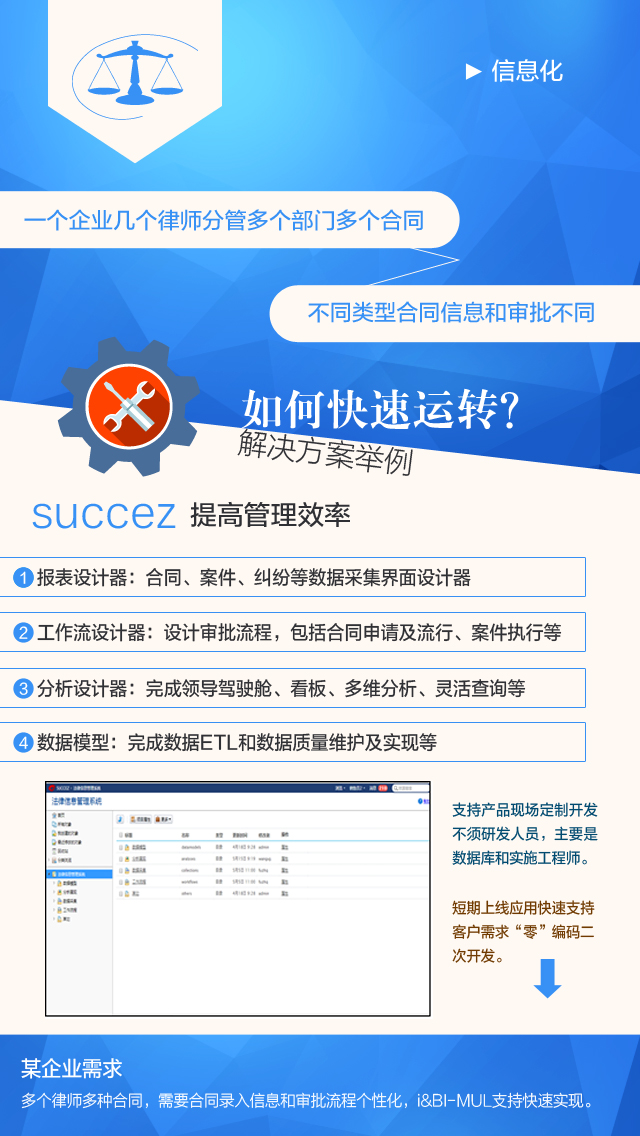 ▶ 信息化
一个企业几个律师分管多个部门多个合同
不同类型合同信息和审批不同
如何快速运转?
解决方案举例
succez 提高管理效率
1 报表设计器：合同、案件、纠纷等数据采集界面设计器
2 工作流设计器：设计审批流程，包括合同申请及流行、案件执行等
3 分析设计器：完成领导驾驶舱、看板、多维分析、灵活查询等
4 数据模型：完成数据ETL和数据质量维护及实现等
法律信息管理系统
支持产品现场定制开发
不须研发人员，主要是
数据库和实施工程师。
短期上线应用快速支持
客户需求“零”编码二
次开发。
某企业需求
多个律师多种合同，需要合同录入信息和审批流程个性化，i&BI-MUL支持快速实现。